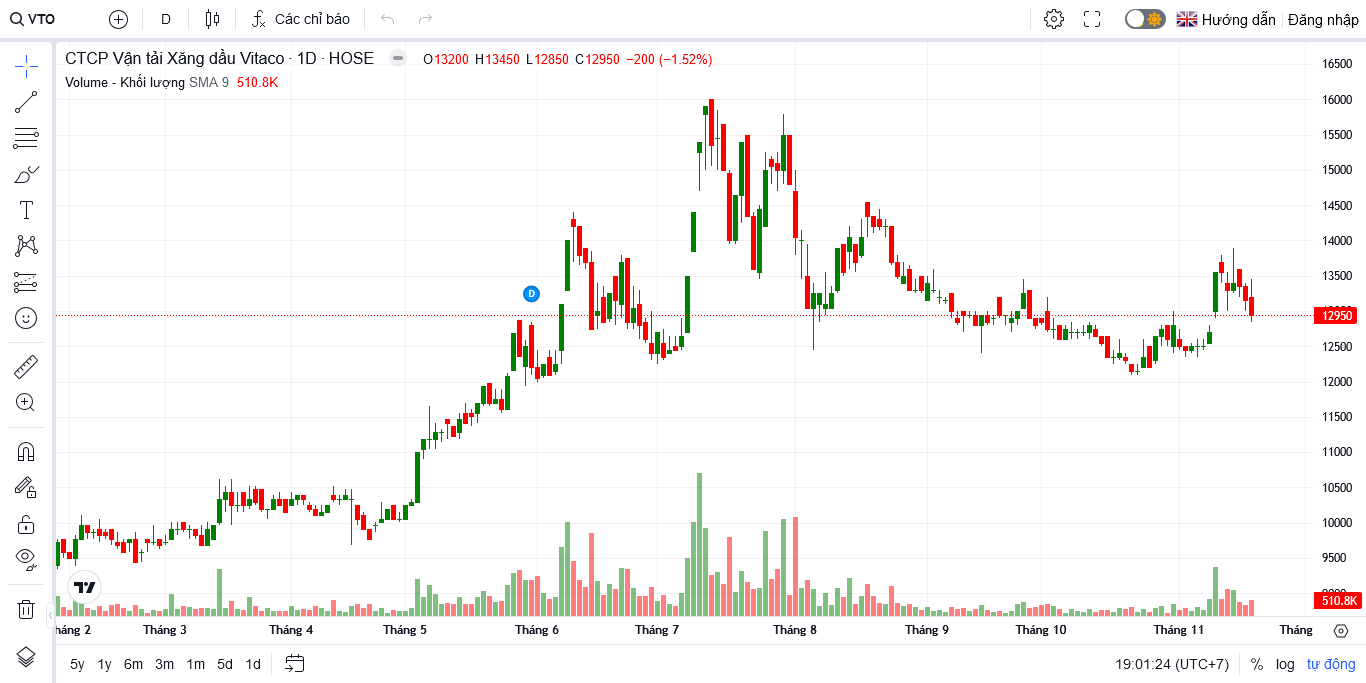 VTO D Các chỉ báo Hướng dẫn Đăng nhập
CTCP Vận tải Xăng dầu Vitaco · 1D · HOSE O13200 H13450 L12850 C12950 −200 (−1.52%)
Volume - Khối lượng SMA 9 510.8K
16500
16000
15500
15000
14500
14000
13500
12950
12500
12000
11500
11000
10500
10000
9500
510.8K
D
Tháng 3 Tháng 4 Tháng 5 Tháng 6 Tháng 7 Tháng 8 Tháng 9 Tháng 10 Tháng 11 Tháng
5y 1y 6m 3m 1m 5d 1d 19:01:24 (UTC+7) % log tự động